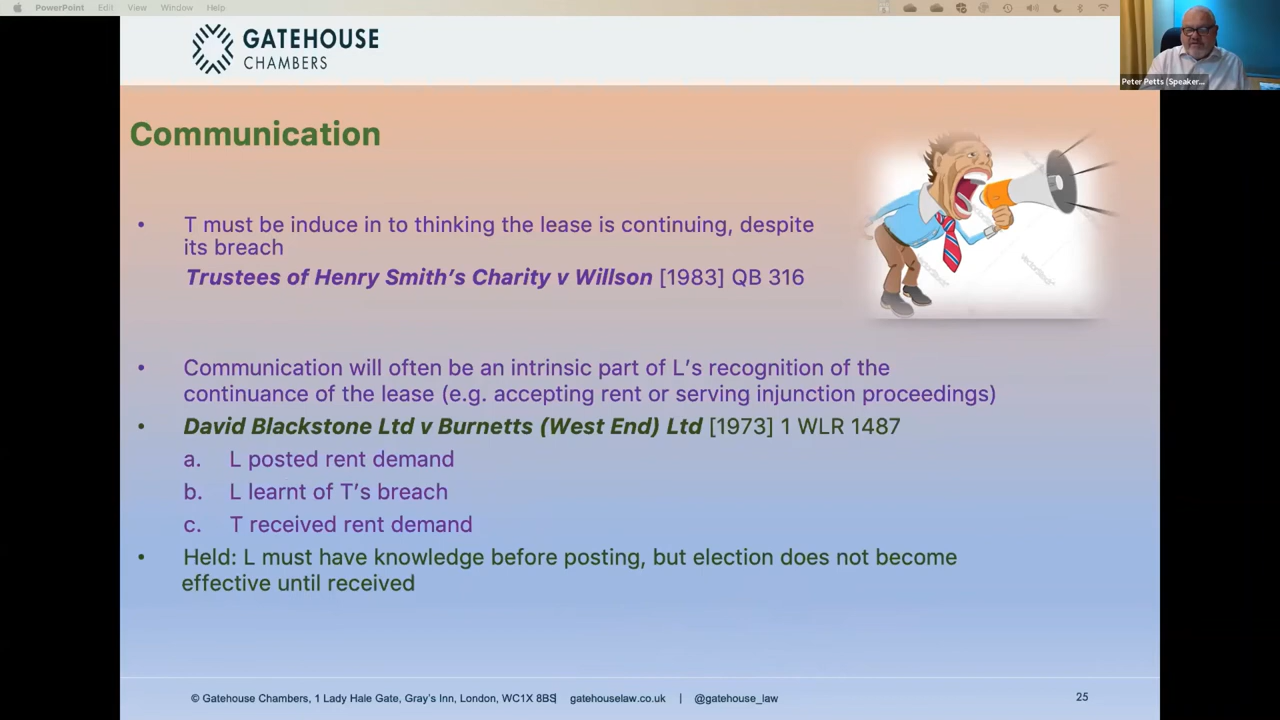 PowerPoint Edit View Window Help
GATEHOUSE
CHAMBERS
Peter Petts (Speaker...
Communication
• T must be induce in to thinking the lease is continuing, despite
its breach
Trustees of Henry Smith's Charity v Willson [1983] QB 316
• Communication will often be an intrinsic part of L's recognition of the
continuance of the lease (e.g. accepting rent or serving injunction proceedings)
• David Blackstone Ltd v Burnetts (West End) Ltd [1973] 1 WLR 1487
a. L posted rent demand
b. L learnt of T's breach
c. T received rent demand
• Held: L must have knowledge before posting, but election does not become
effective until received
© Gatehouse Chambers, 1 Lady Hale Gate, Gray's Inn, London, WC1X 8BS| gatehouselaw.co.uk | @gatehouse_law
25